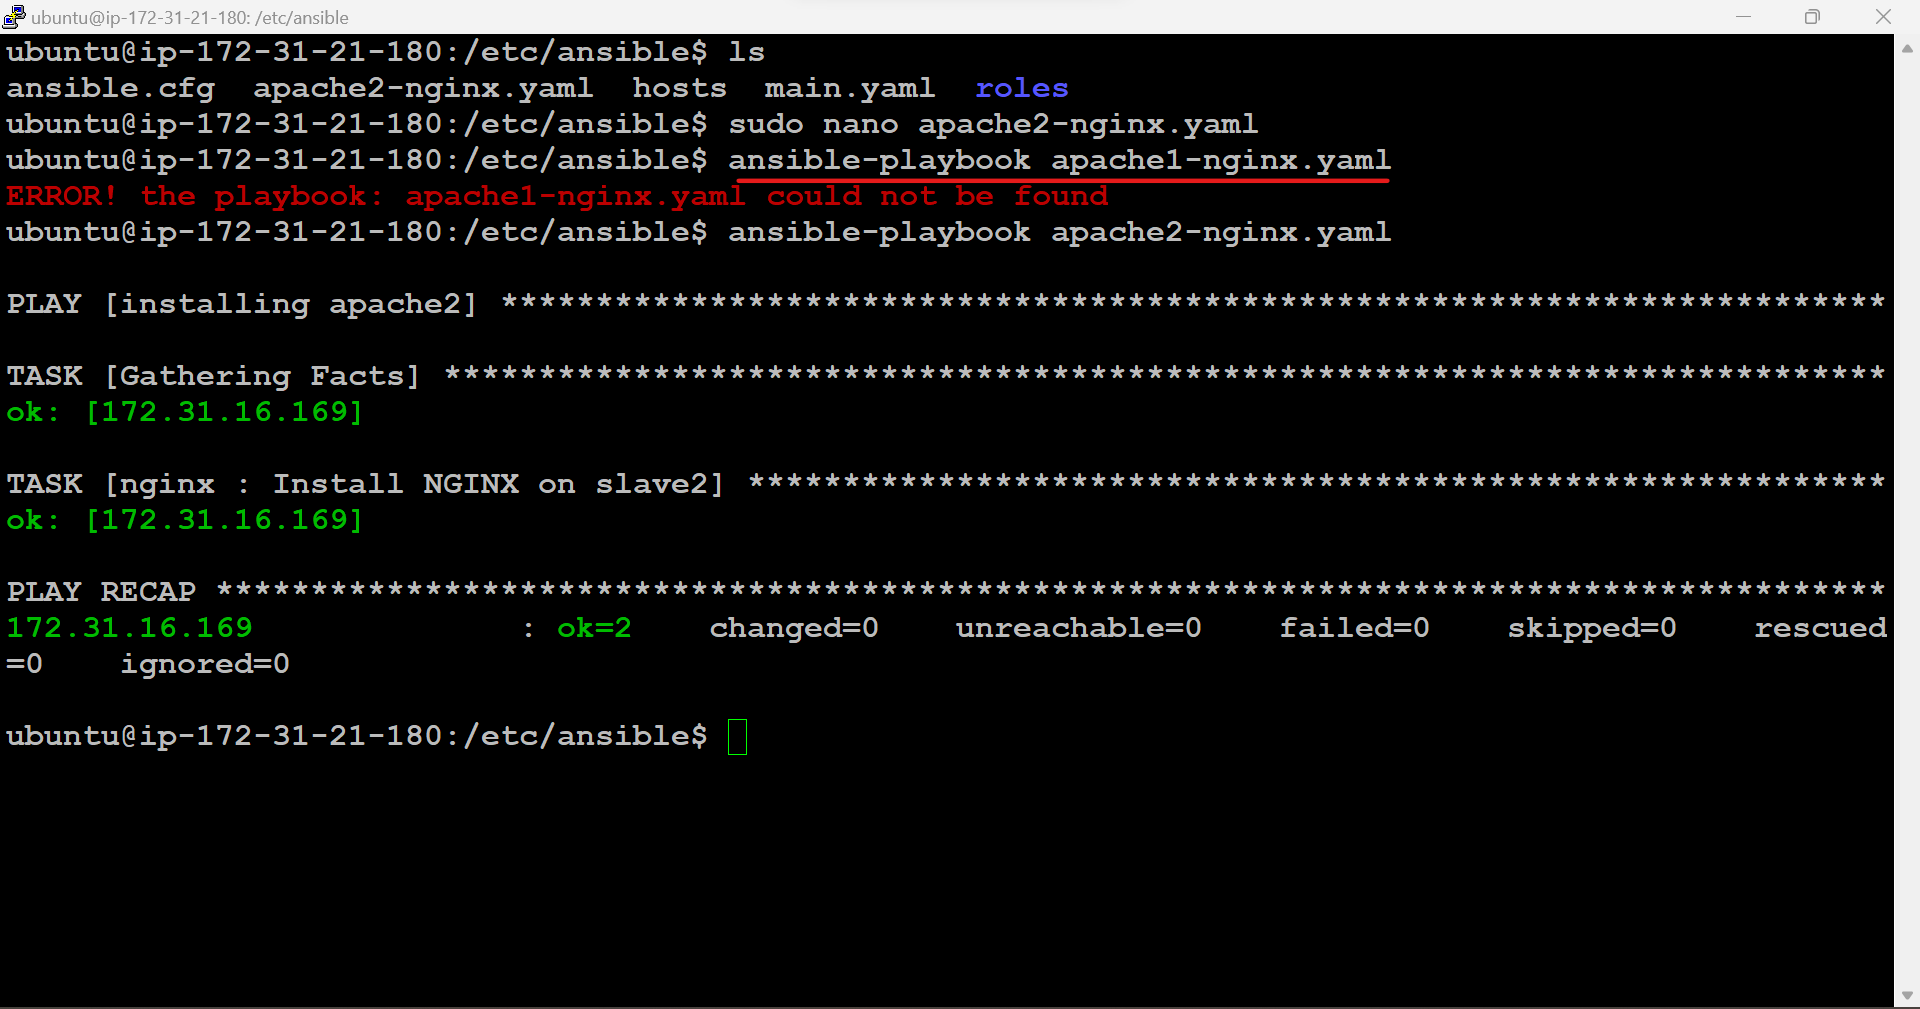 ubuntu@ip-172-31-21-180: /etc/ansible
ubuntu@ip-172-31-21-180:/etc/ansible$ ls
ansible.cfg  apache2-nginx.yaml  hosts  main.yaml  roles
ubuntu@ip-172-31-21-180:/etc/ansible$ sudo nano apache2-nginx.yaml
ubuntu@ip-172-31-21-180:/etc/ansible$ ansible-playbook apache1-nginx.yaml
ERROR! the playbook: apache1-nginx.yaml could not be found
ubuntu@ip-172-31-21-180:/etc/ansible$ ansible-playbook apache2-nginx.yaml
PLAY [installing apache2] *************************************************************************
TASK [Gathering Facts] ****************************************************************************
ok: [172.31.16.169]
TASK [nginx : Install NGINX on slave2] ************************************************************
ok: [172.31.16.169]
PLAY RECAP ****************************************************************************************
172.31.16.169              : ok=2    changed=0    unreachable=0    failed=0    skipped=0    rescued
=0    ignored=0
ubuntu@ip-172-31-21-180:/etc/ansible$